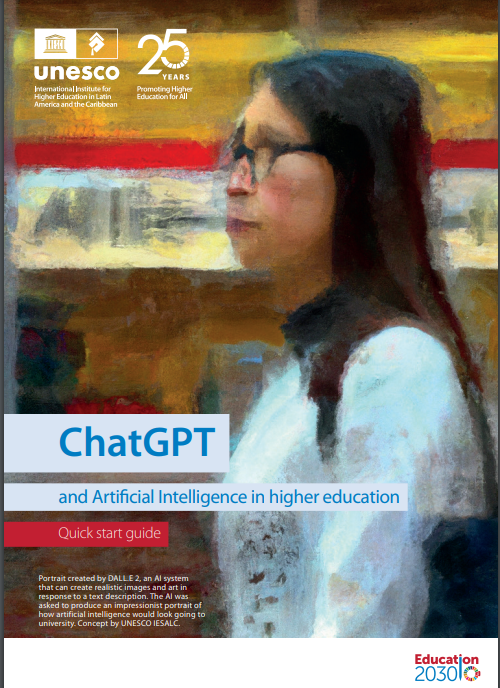 unesco
International Institute for
Higher Education in Latin
America and the Caribbean
25
YEARS
Promoting Higher
Education for All
ChatGPT
and Artificial Intelligence in higher education
Quick start guide
Portrait created by DALL.E 2, an AI system
that can create realistic images and art in
response to a text description. The AI was
asked to produce an impressionist portrait of
how artificial intelligence would look going to
university. Concept by UNESCO IESALC.
Education
2030